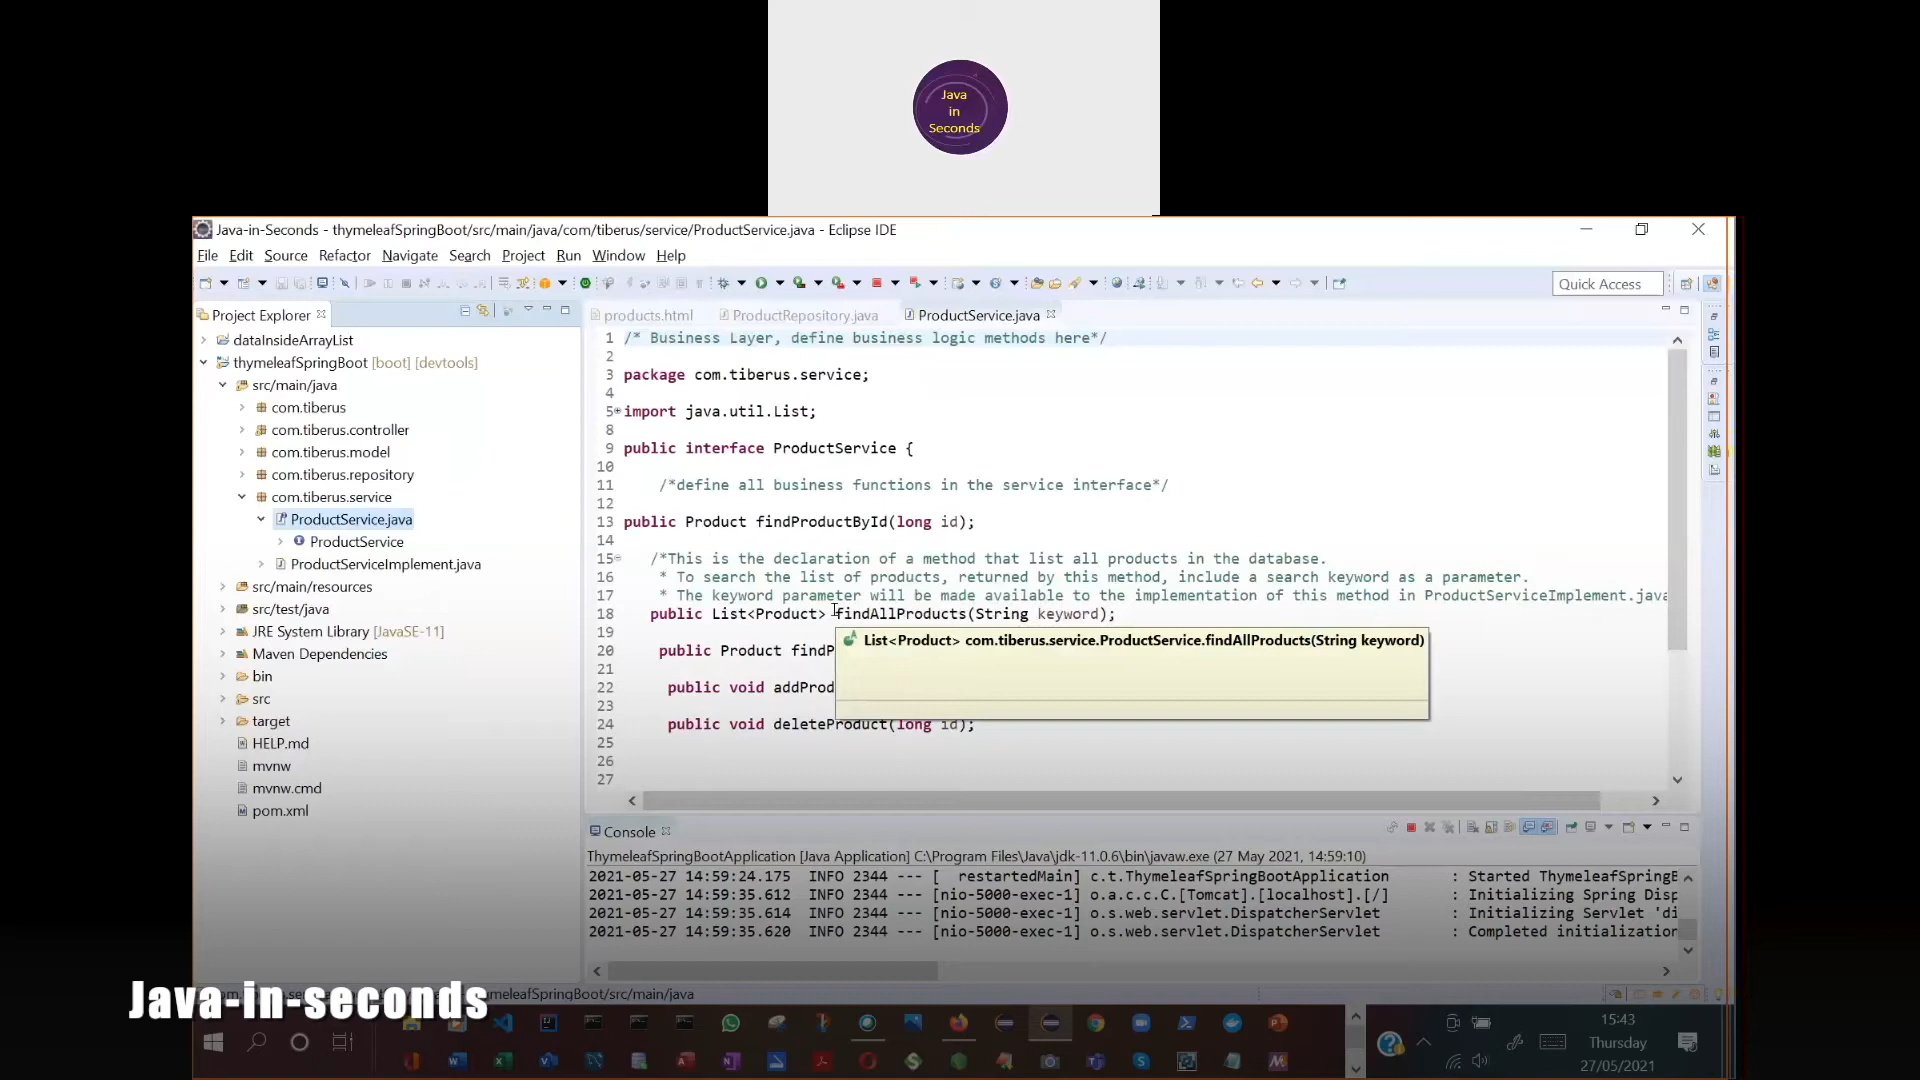 Java
in
Seconds
Java-in-Seconds - thymeleafSpringBoot/src/main/java/com/tiberus/service/ProductService.java - Eclipse IDE
File Edit Source Refactor Navigate Search Project Run Window Help
Quick Access
Project Explorer
dataInsideArrayList
thymeleafSpringBoot [boot] [devtools]
src/main/java
com.tiberus
com.tiberus.controller
com.tiberus.model
com.tiberus.repository
com.tiberus.service
ProductService.java
ProductService
ProductServiceImplement.java
src/main/resources
src/test/java
JRE System Library [JavaSE-11]
Maven Dependencies
bin
src
target
HELP.md
mvnw
mvnw.cmd
pom.xml
products.html ProductRepository.java ProductService.java
1 /* Business Layer, define business logic methods here*/
2
3 package com.tiberus.service;
4
5 import java.util.List;
8
9 public interface ProductService {
10
11 /*define all business functions in the service interface*/
12
13 public Product findProductById(long id);
14
15 /*This is the declaration of a method that list all products in the database.
16 * To search the list of products, returned by this method, include a search keyword as a parameter.
17 * The keyword parameter will be made available to the implementation of this method in ProductServiceImplement.java
18 public List<Product> findAllProducts(String keyword);
19
20 public Product findP
21
22 public void addProd
23
24 public void deleteProduct(long id);
25
26
27
List<Product> com.tiberus.service.ProductService.findAllProducts(String keyword)
Console
ThymeleafSpringBootApplication [Java Application] C:\Program Files\Java\jdk-11.0.6\bin\javaw.exe (27 May 2021, 14:59:10)
2021-05-27 14:59:24.175 INFO 2344 --- [ restartedMain] c.t.ThymeleafSpringBootApplication : Started ThymeleafSpringB
2021-05-27 14:59:35.612 INFO 2344 --- [nio-5000-exec-1] o.a.c.c.C.[Tomcat].[localhost].[/] : Initializing Spring Disp
2021-05-27 14:59:35.614 INFO 2344 --- [nio-5000-exec-1] o.s.web.servlet.DispatcherServlet : Initializing Servlet 'di
2021-05-27 14:59:35.620 INFO 2344 --- [nio-5000-exec-1] o.s.web.servlet.DispatcherServlet : Completed initialization
Java-in-seconds
meleafSpringBoot/src/main/java
15:43
Thursday
27/05/2021